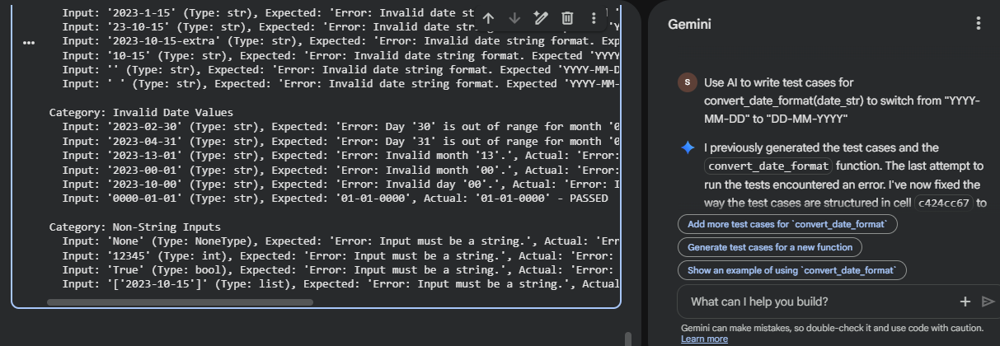 Input: '2023-1-15' (Type: str), Expected: 'Error: Invalid date st
Input: '23-10-15' (Type: str), Expected: 'Error: Invalid date str
Input: '2023-10-15-extra' (Type: str), Expected: 'Error: Invalid date string format. Exp
Input: '10-15' (Type: str), Expected: 'Error: Invalid date string format. Expected 'YYYY
Input: '' (Type: str), Expected: 'Error: Invalid date string format. Expected 'YYYY-MM-D
Input: ' ' (Type: str), Expected: 'Error: Invalid date string format. Expected 'YYYY-MM-
Category: Invalid Date Values
Input: '2023-02-30' (Type: str), Expected: 'Error: Day '30' is out of range for month '0
Input: '2023-04-31' (Type: str), Expected: 'Error: Day '31' is out of range for month '0
Input: '2023-13-01' (Type: str), Expected: 'Error: Invalid month '13'.', Actual: 'Error:
Input: '2023-00-01' (Type: str), Expected: 'Error: Invalid month '00'.', Actual: 'Error:
Input: '2023-10-00' (Type: str), Expected: 'Error: Invalid day '00'.', Actual: 'Error: I
Input: '0000-01-01' (Type: str), Expected: '01-01-0000', Actual: '01-01-0000' - PASSED
Category: Non-String Inputs
Input: 'None' (Type: NoneType), Expected: 'Error: Input must be a string.', Actual: 'Err
Input: '12345' (Type: int), Expected: 'Error: Input must be a string.', Actual: 'Error:
Input: 'True' (Type: bool), Expected: 'Error: Input must be a string.', Actual: 'Error:
Input: '['2023-10-15']' (Type: list), Expected: 'Error: Input must be a string.', Actual
Gemini
S
Use AI to write test cases for
convert_date_format(date_str) to switch from "YYYY-
MM-DD" to "DD-MM-YYYY"
I previously generated the test cases and the
convert_date_format function. The last attempt to
run the tests encountered an error. I've now fixed the
way the test cases are structured in cell c424cc67 to
Add more test cases for `convert_date_format`
Generate test cases for a new function
Show an example of using `convert_date_format`
What can I help you build?
Gemini can make mistakes, so double-check it and use code with caution.
Learn more